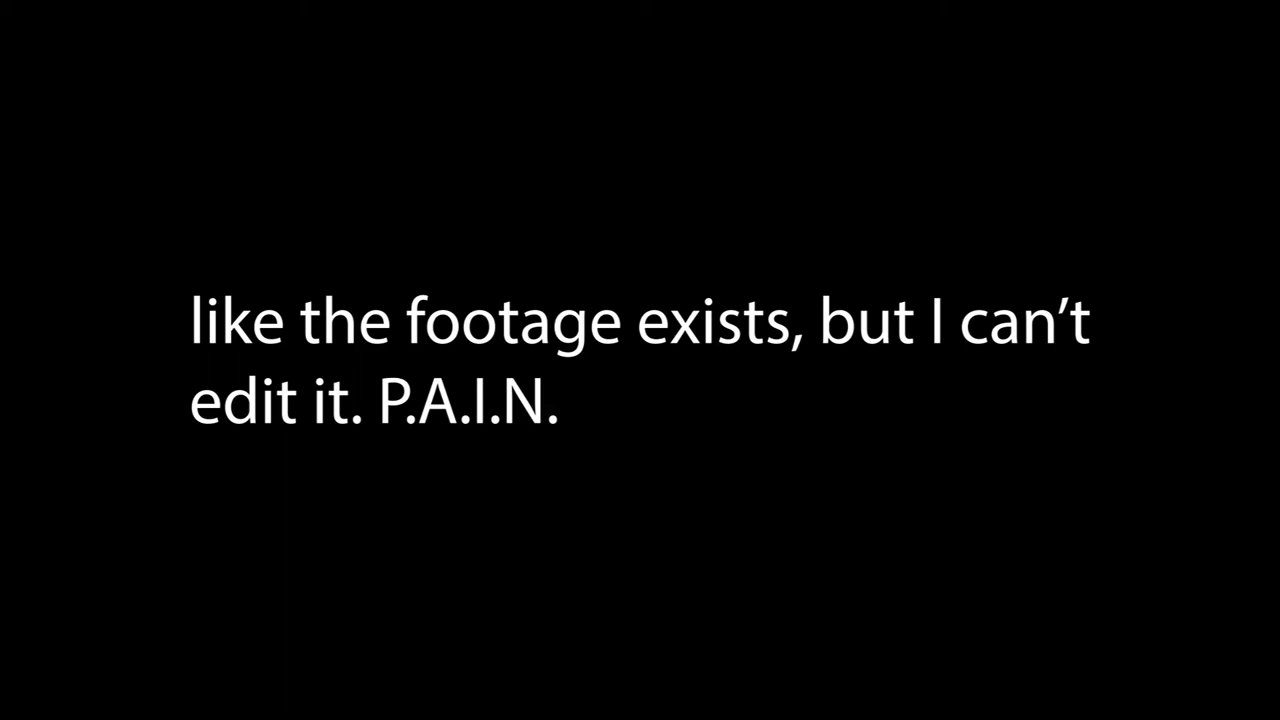 like the footage exists, but I can’t
edit it. P.A.I.N.